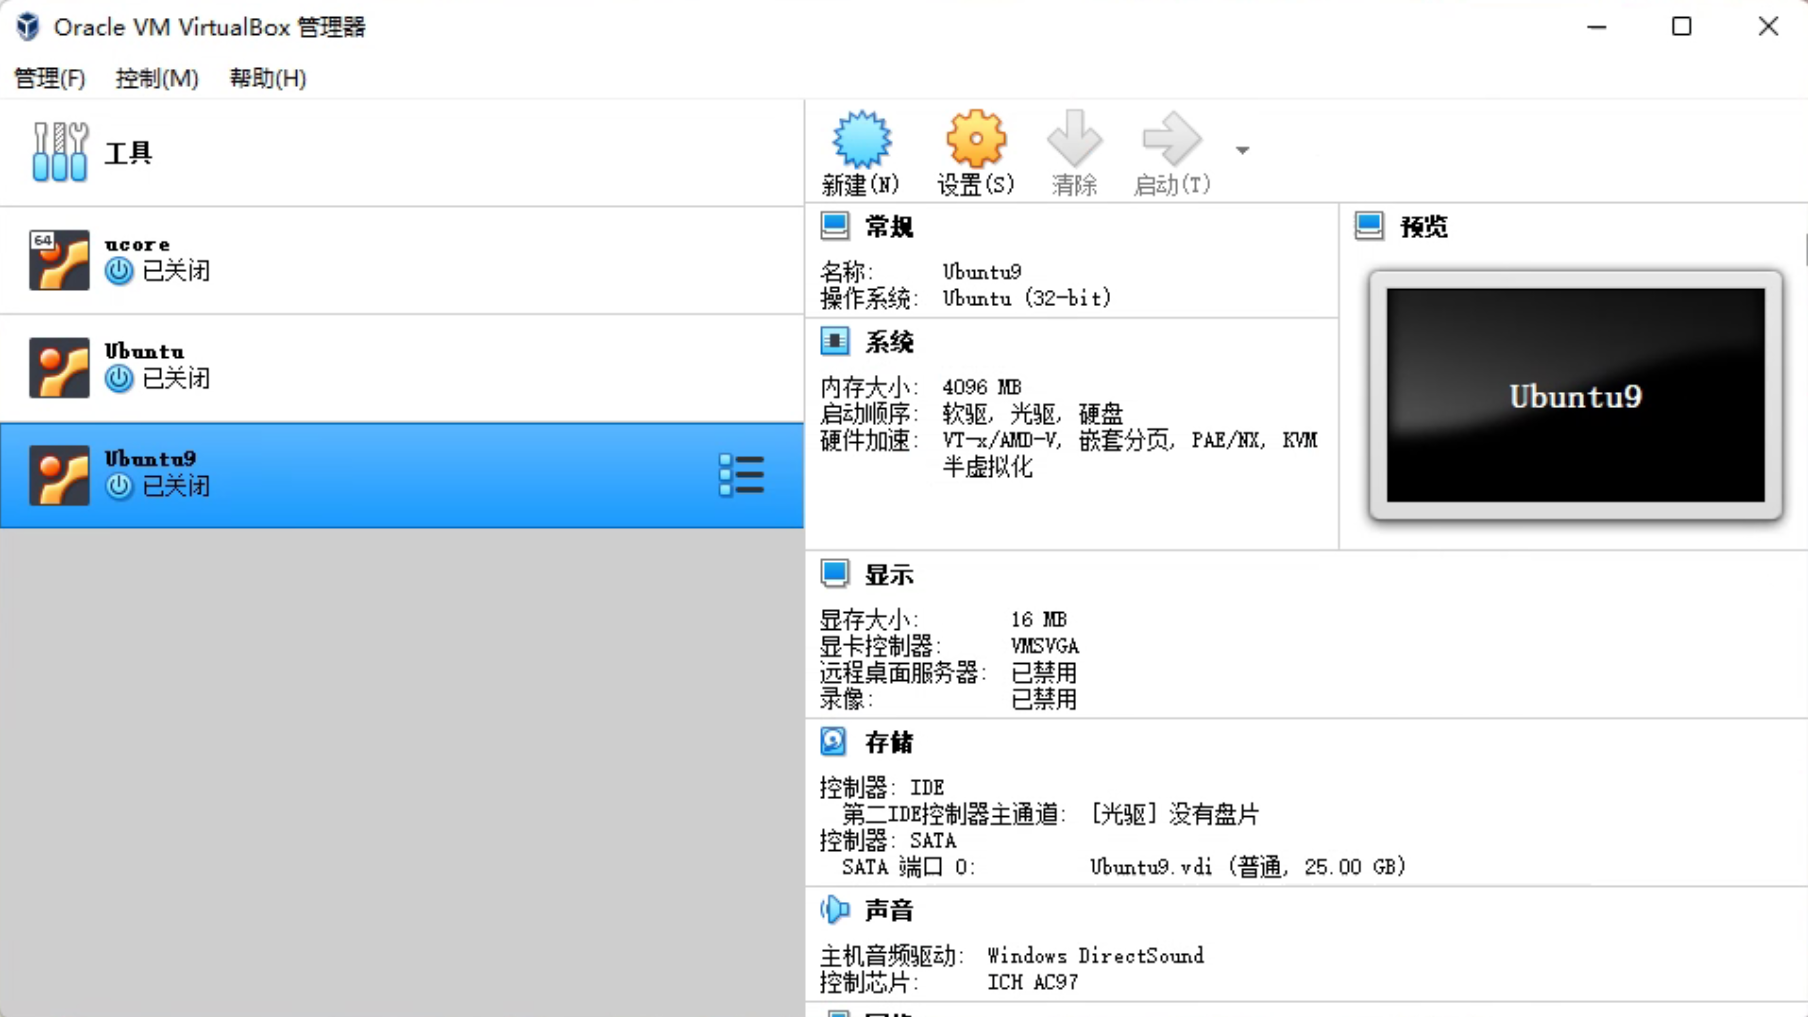 Oracle VM VirtualBox 管理器
管理(F) 控制(M) 帮助(H)
工具
新建(N) 设置(S) 清除 启动(T)
64
ucore
已关闭
Ubuntu
已关闭
Ubuntu9
已关闭
常规
名称: Ubuntu9
操作系统: Ubuntu (32-bit)
系统
内存大小: 4096 MB
启动顺序: 软驱, 光驱, 硬盘
硬件加速: VT-x/AMD-V, 嵌套分页, PAE/NX, KVM
半虚拟化
预览
Ubuntu9
显示
显存大小: 16 MB
显卡控制器: VMSVGA
远程桌面服务器: 已禁用
录像: 已禁用
存储
控制器: IDE
第二IDE控制器主通道: [光驱] 没有盘片
控制器: SATA
SATA 端口 0: Ubuntu9.vdi (普通, 25.00 GB)
声音
主机音频驱动: Windows DirectSound
控制芯片: ICH AC97